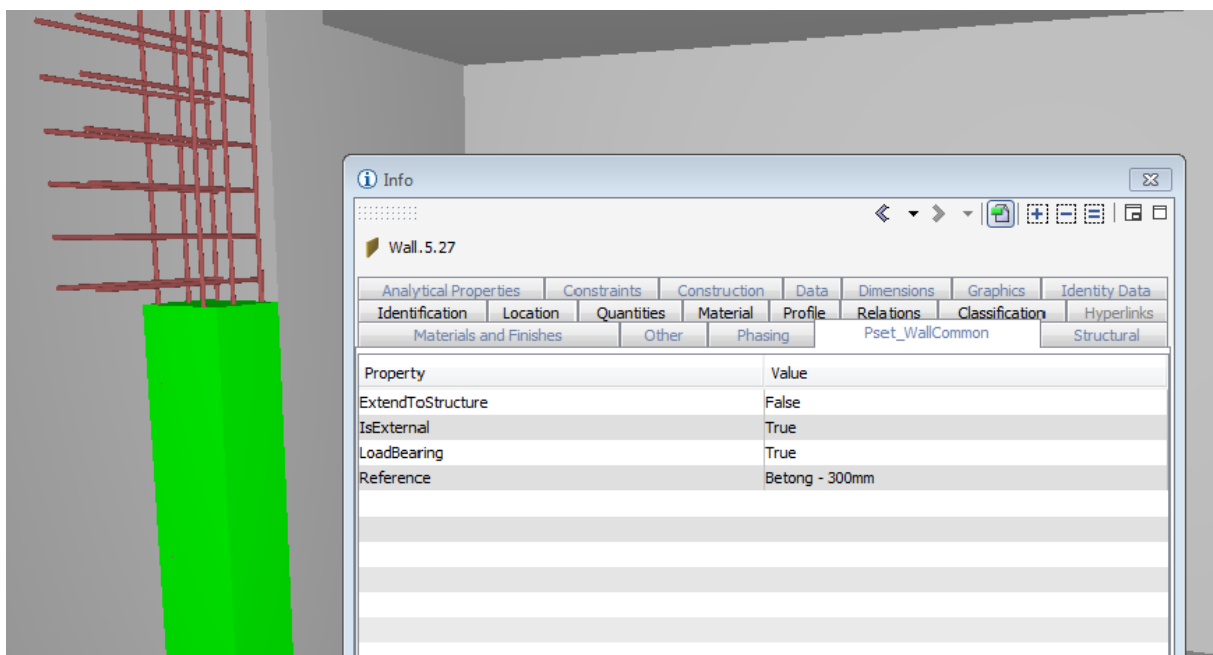 Info
Wall.5.27
Analytical Properties Constraints Construction Data Dimensions Graphics Identity Data
Identification Location Quantities Material Profile Relations Classification Hyperlinks
Materials and Finishes Other Phasing Pset_WallCommon Structural
Property Value
ExtendToStructure False
IsExternal True
LoadBearing True
Reference Betong - 300mm